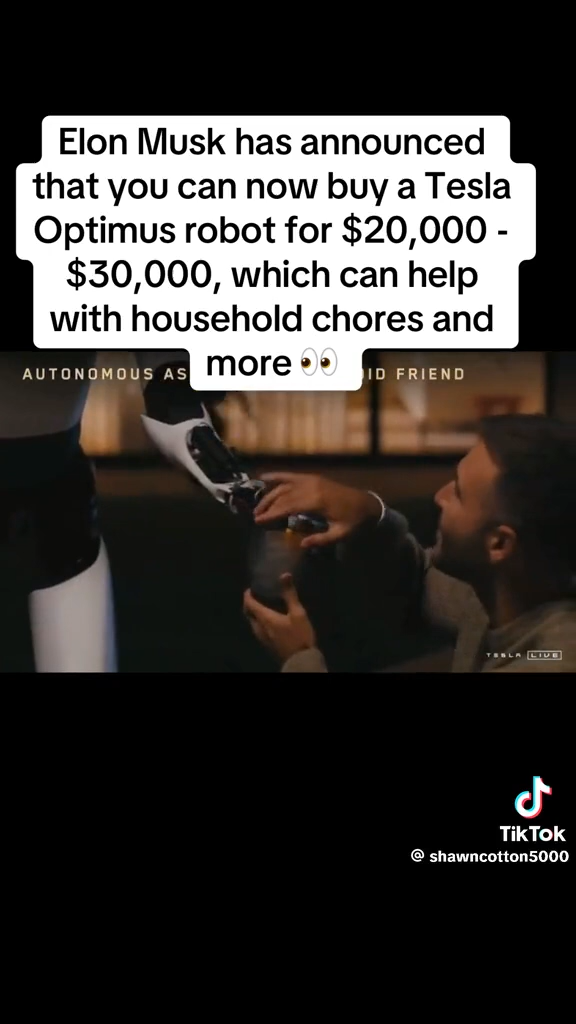 Elon Musk has announced
that you can now buy a Tesla
Optimus robot for $20,000 -
$30,000, which can help
with household chores and
more 👀
AUTONOMOUS AS ID FRIEND
TESLA LIVE
TikTok
@ shawncotton5000